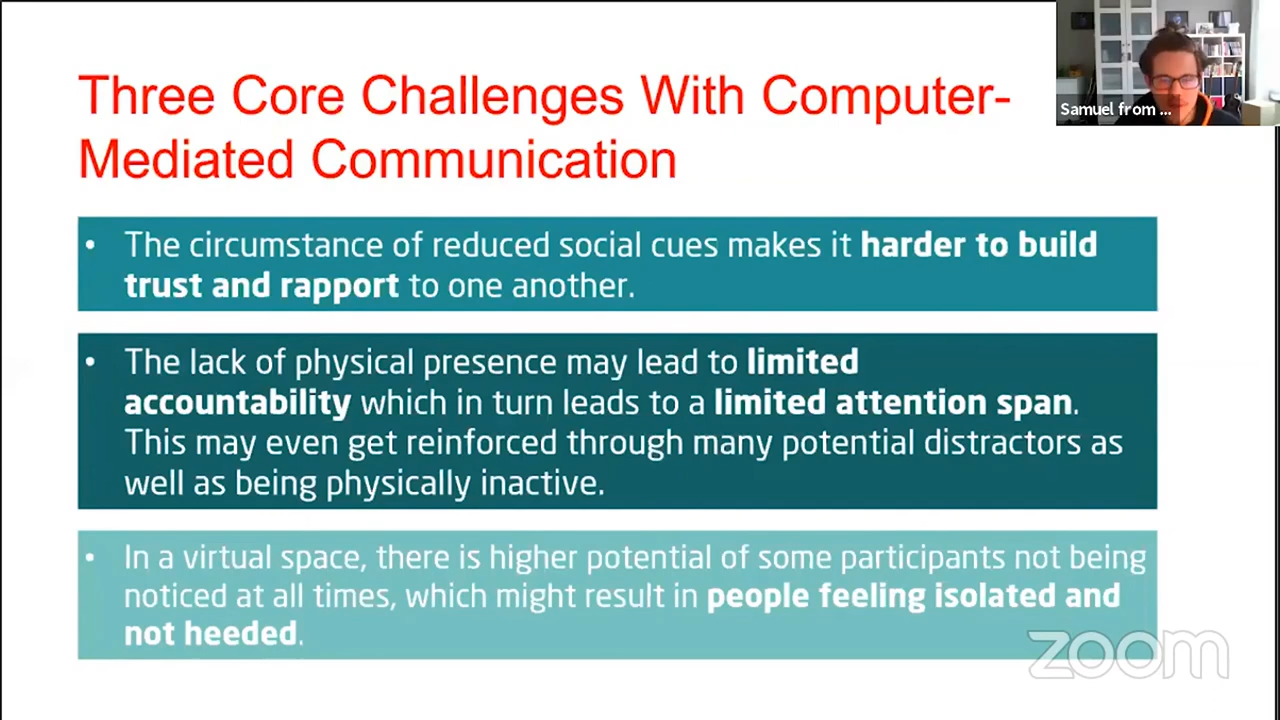 Three Core Challenges With Computer-
Mediated Communication
Samuel from ...
• The circumstance of reduced social cues makes it harder to build
trust and rapport to one another.
• The lack of physical presence may lead to limited
accountability which in turn leads to a limited attention span.
This may even get reinforced through many potential distractors as
well as being physically inactive.
• In a virtual space, there is higher potential of some participants not being
noticed at all times, which might result in people feeling isolated and
not heeded.
zoom